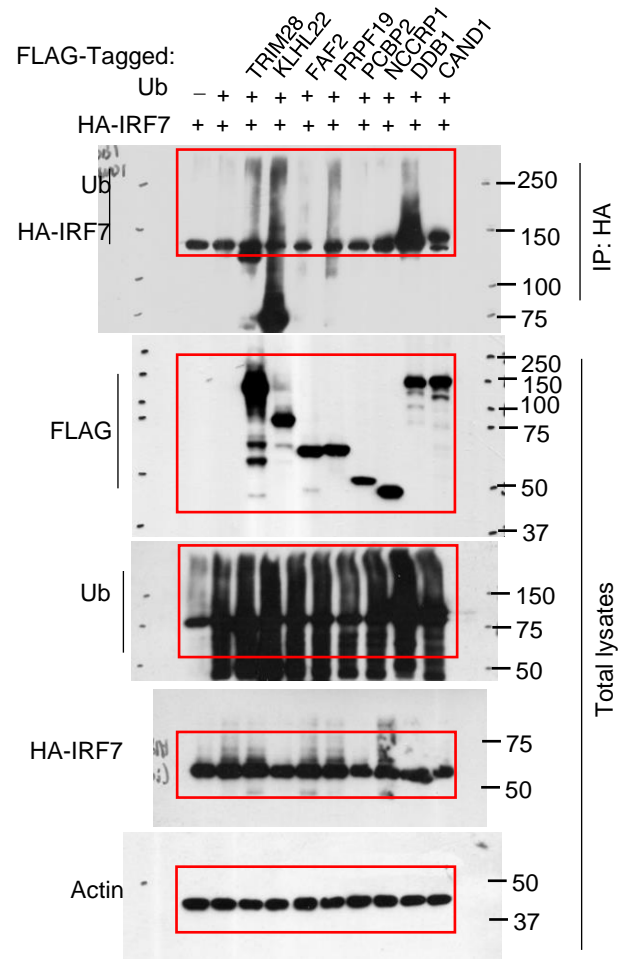 FLAG-Tagged: TRIM28 KLHL22 FAF2 PRPF19 PCBP2 NCCRP1 DDB1 CAND1
Ub – + + + + + + + + +
HA-IRF7 + + + + + + + + + +
Ub
HA-IRF7
250
150
100
75
IP: HA
FLAG
250
150
100
75
50
37
Ub
150
75
50
HA-IRF7
75
50
Actin
50
37
Total lysates